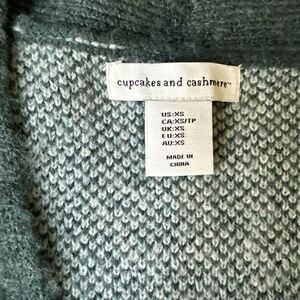 cupcakes and cashmere™
US:XS
CA:XS/TP
UK:XS
EU:XS
AU:XS
MADE IN
CHINA